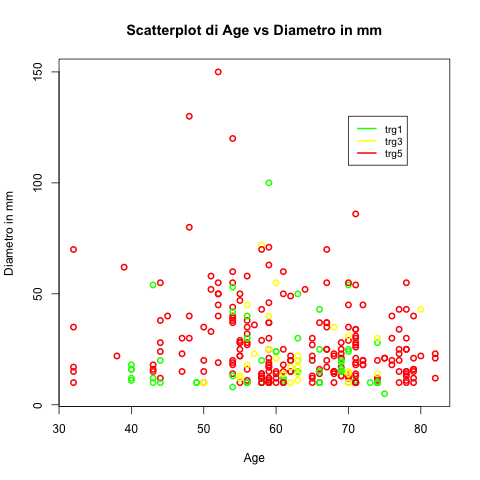 Scatterplot di Age vs Diametro in mm
Diametro in mm
150
100
50
0
trg1
trg3
trg5
30 40 50 60 70 80
Age